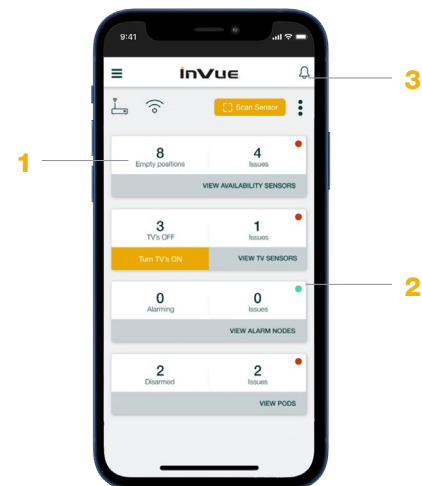 9:41
inVue
3
Scan Sensor
1
8 4
Empty positions Issues
VIEW AVAILABILITY SENSORS
3 1
TV's OFF Issues
Turn TV's ON VIEW TV SENSORS
2
0 0
Alarming Issues
VIEW ALARM NODES
2 2
Disarmed Issues
VIEW PODS